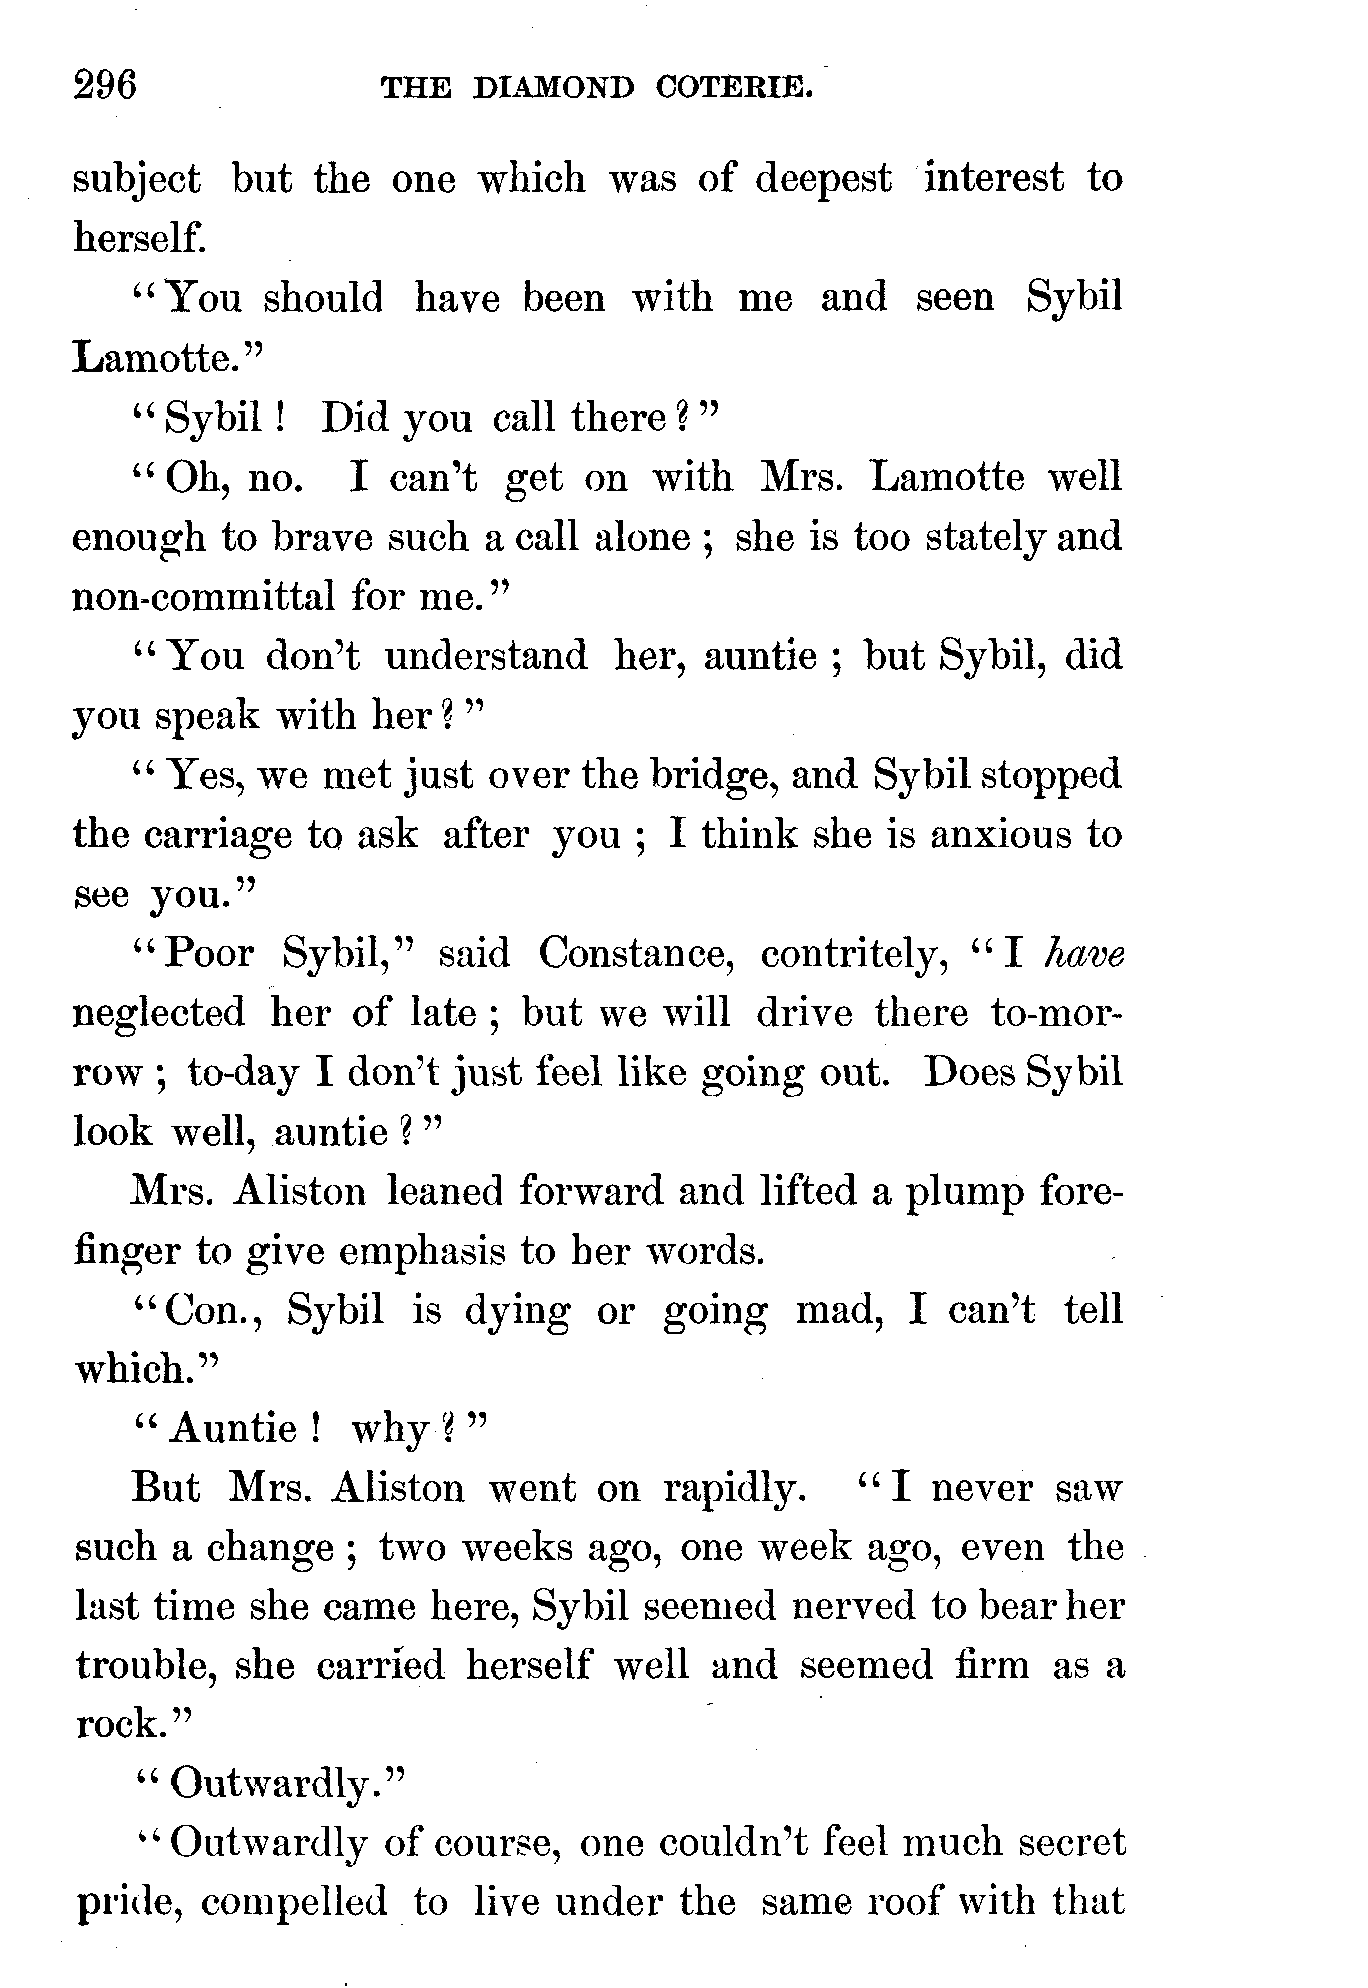 296 THE DIAMOND COTERIE.
subject but the one which was of deepest interest to
herself.
“You should have been with me and seen Sybil
Lamotte.”
“Sybil! Did you call there?”
“Oh, no. I can't get on with Mrs. Lamotte well
enough to brave such a call alone; she is too stately and
non-committal for me.”
“You don't understand her, auntie; but Sybil, did
you speak with her?”
“Yes, we met just over the bridge, and Sybil stopped
the carriage to ask after you; I think she is anxious to
see you.”
“Poor Sybil,” said Constance, contritely, “I have
neglected her of late; but we will drive there to-mor-
row; to-day I don't just feel like going out. Does Sybil
look well, auntie?”
Mrs. Aliston leaned forward and lifted a plump fore-
finger to give emphasis to her words.
“Con., Sybil is dying or going mad, I can't tell
which.”
“Auntie! why?”
But Mrs. Aliston went on rapidly. “I never saw
such a change; two weeks ago, one week ago, even the
last time she came here, Sybil seemed nerved to bear her
trouble, she carried herself well and seemed firm as a
rock.”
“Outwardly.”
“Outwardly of course, one couldn't feel much secret
pride, compelled to live under the same roof with that